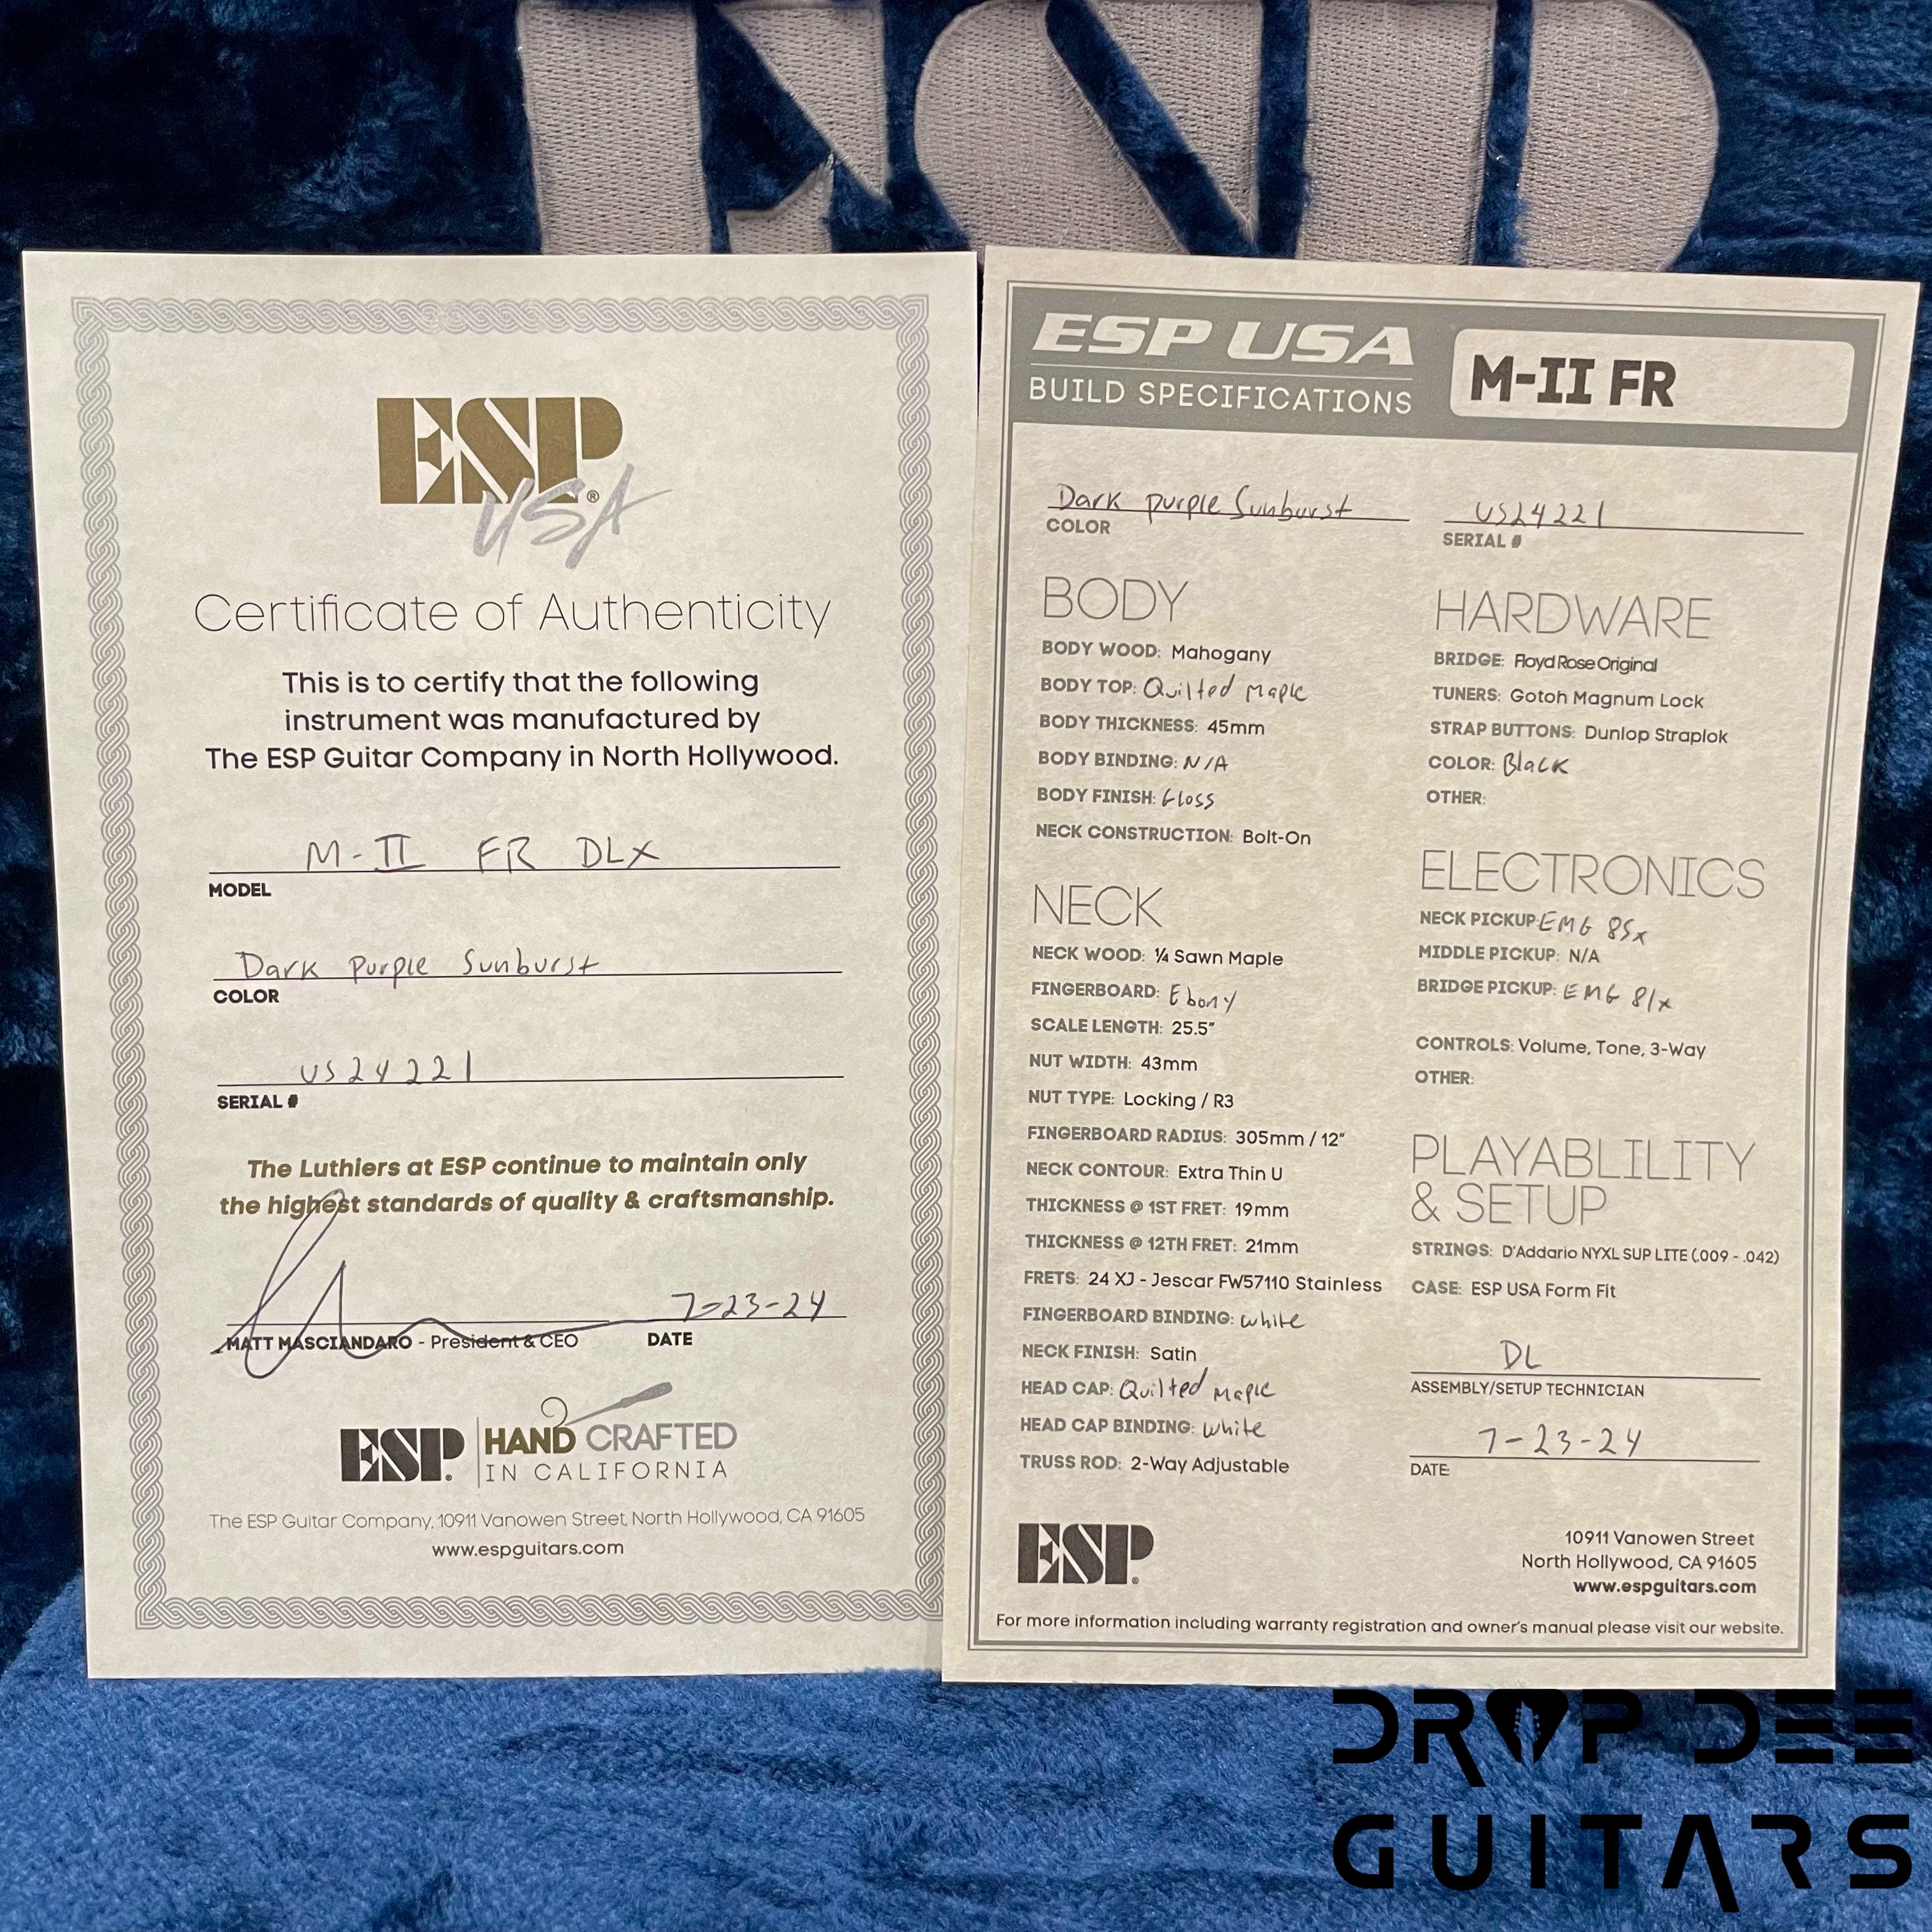 ESP
ESP®
USA
Certificate of Authenticity
This is to certify that the following
instrument was manufactured by
The ESP Guitar Company in North Hollywood.
M-II FR DLX
MODEL
Dark Purple Sunburst
COLOR
US24221
SERIAL #
The Luthiers at ESP continue to maintain only
the highest standards of quality & craftsmanship.
7-23-24
MATT MASCIANDARO - President & CEO DATE
ESP® HAND CRAFTED
IN CALIFORNIA
The ESP Guitar Company, 10911 Vanowen Street, North Hollywood, CA 91605
www.espguitars.com
ESP USA
BUILD SPECIFICATIONS
M-II FR
Dark Purple Sunburst
COLOR
US24221
SERIAL #
BODY
BODY WOOD: Mahogany
BODY TOP: Quilted Maple
BODY THICKNESS: 45mm
BODY BINDING: N/A
BODY FINISH: Gloss
NECK CONSTRUCTION: Bolt-On
NECK
NECK WOOD: ¼ Sawn Maple
FINGERBOARD: Ebony
SCALE LENGTH: 25.5"
NUT WIDTH: 43mm
NUT TYPE: Locking / R3
FINGERBOARD RADIUS: 305mm / 12"
NECK CONTOUR: Extra Thin U
THICKNESS @ 1ST FRET: 19mm
THICKNESS @ 12TH FRET: 21mm
FRETS: 24 XJ - Jescar FW57110 Stainless
FINGERBOARD BINDING: White
NECK FINISH: Satin
HEAD CAP: Quilted Maple
HEAD CAP BINDING: White
TRUSS ROD: 2-Way Adjustable
HARDWARE
BRIDGE: Floyd Rose Original
TUNERS: Gotoh Magnum Lock
STRAP BUTTONS: Dunlop Straplok
COLOR: Black
OTHER:
ELECTRONICS
NECK PICKUP: EMG 85x
MIDDLE PICKUP: N/A
BRIDGE PICKUP: EMG 81x
CONTROLS: Volume, Tone, 3-Way
OTHER:
PLAYABLILITY
& SETUP
STRINGS: D'Addario NYXL SUP LITE (.009 - .042)
CASE: ESP USA Form Fit
DL
ASSEMBLY/SETUP TECHNICIAN
7-23-24
DATE:
ESP®
10911 Vanowen Street
North Hollywood, CA 91605
www.espguitars.com
For more information including warranty registration and owner's manual please visit our website.
DROP DEE
GUITARS